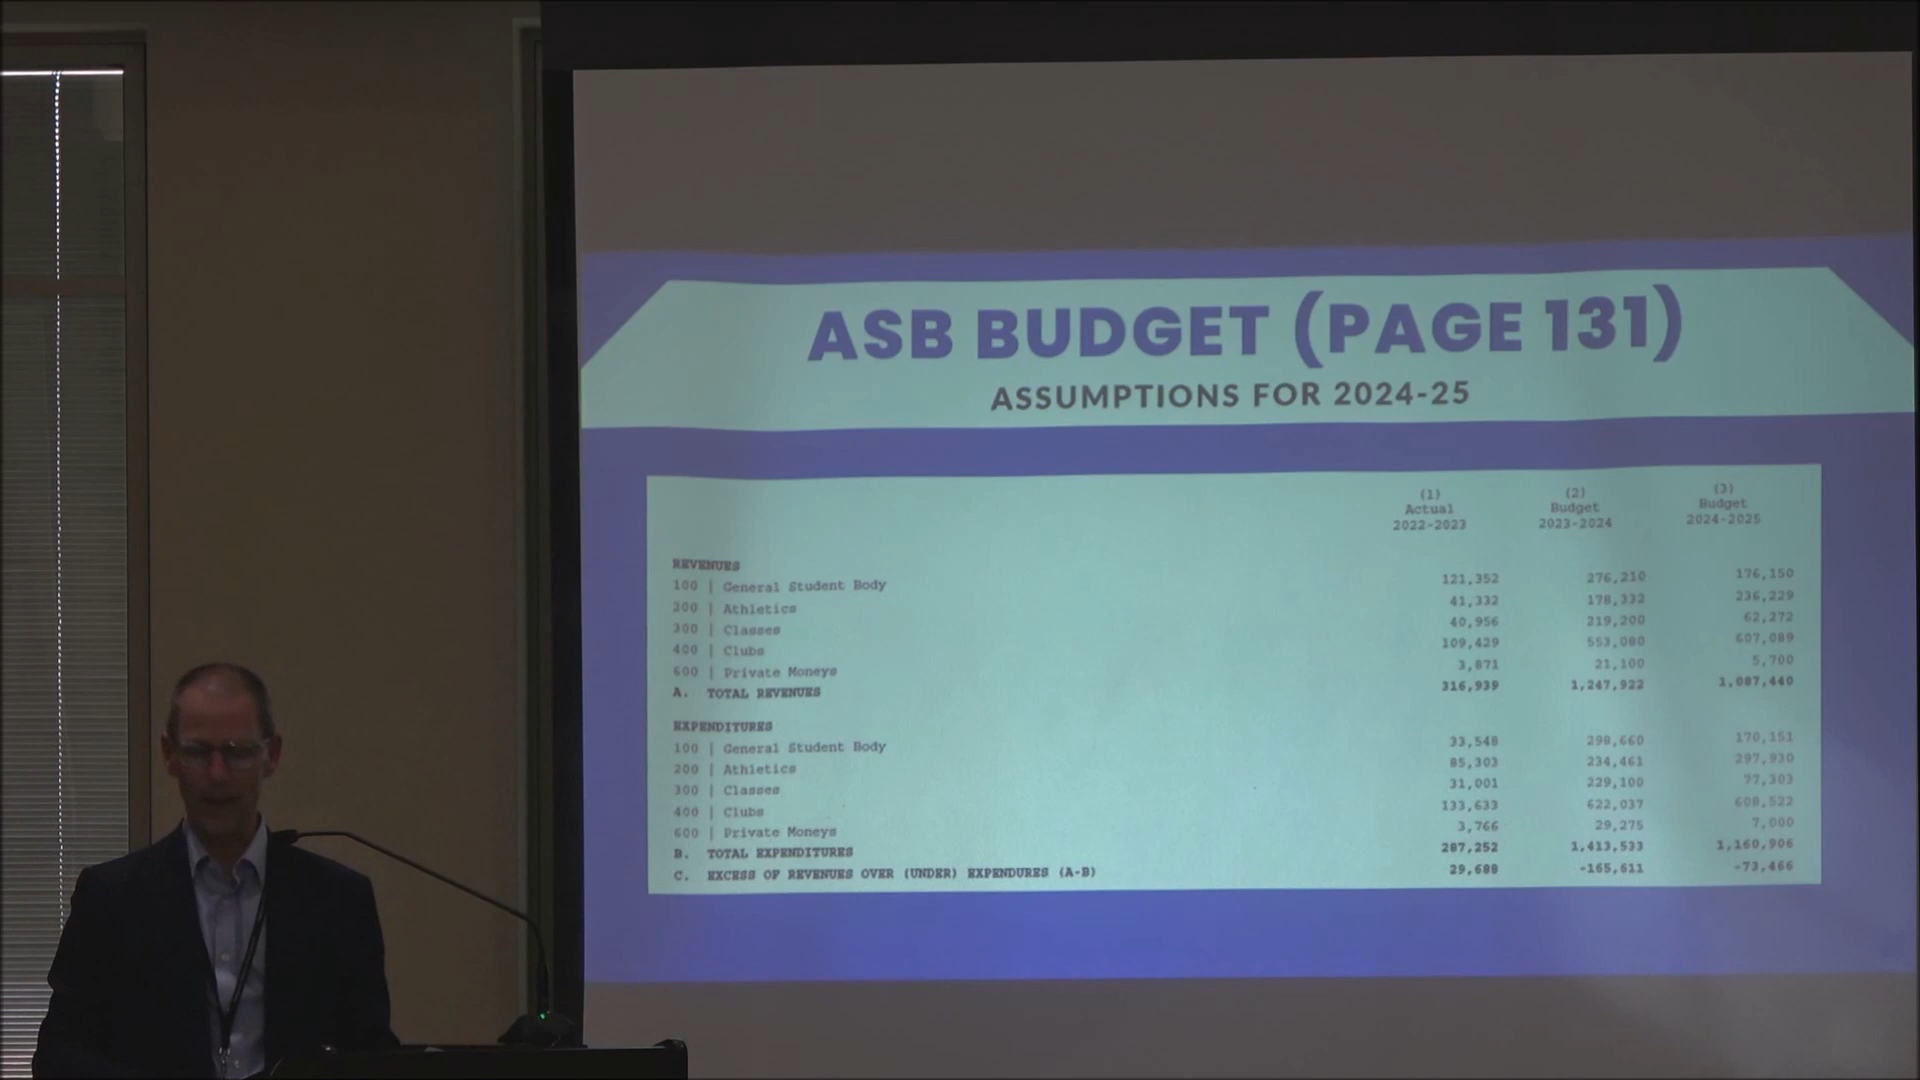 ASB BUDGET (PAGE 131)
ASSUMPTIONS FOR 2024-25
(1) (2) (3)
Actual Budget Budget
2022-2023 2023-2024 2024-2025
REVENUES
100 | General Student Body 121,352 276,210 176,150
200 | Athletics 41,332 178,332 236,229
300 | Classes 40,956 219,200 62,272
400 | Clubs 109,429 553,080 607,089
600 | Private Moneys 3,871 21,100 5,700
A. TOTAL REVENUES 316,939 1,247,922 1,087,440
EXPENDITURES
100 | General Student Body 33,548 298,660 170,151
200 | Athletics 85,303 234,461 297,930
300 | Classes 31,001 229,100 77,303
400 | Clubs 133,633 622,037 608,522
600 | Private Moneys 3,766 29,275 7,000
B. TOTAL EXPENDITURES 287,252 1,413,533 1,160,906
C. EXCESS OF REVENUES OVER (UNDER) EXPENDURES (A-B) 29,688 -165,611 -73,466